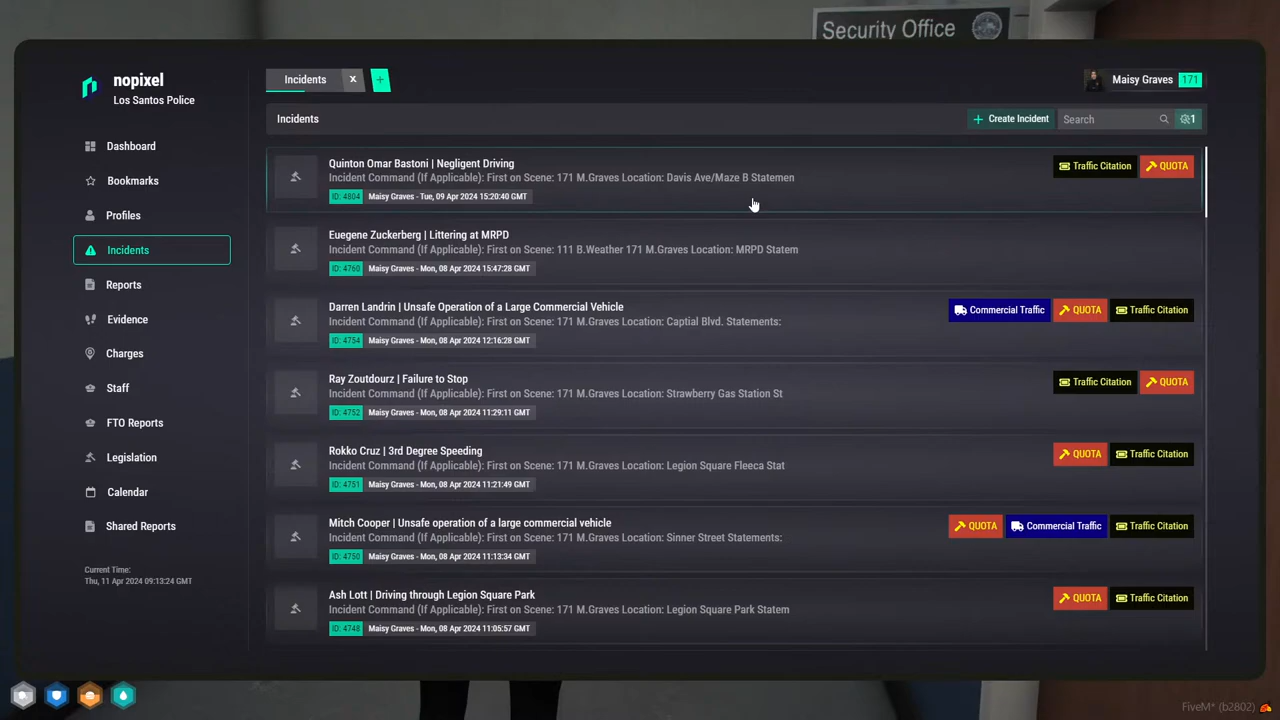 Security Office
nopixel
Los Santos Police
Incidents
x
+
Maisy Graves 171
Incidents
+ Create Incident
Search
1
Dashboard
Bookmarks
Profiles
Incidents
Reports
Evidence
Charges
Staff
FTO Reports
Legislation
Calendar
Shared Reports
Current Time:
Thu, 11 Apr 2024 09:13:24 GMT
Quinton Omar Bastoni | Negligent Driving
Incident Command (If Applicable): First on Scene: 171 M.Graves Location: Davis Ave/Maze B Statemen
ID: 4804 Maisy Graves - Tue, 09 Apr 2024 15:20:40 GMT
Traffic Citation QUOTA
Euegene Zuckerberg | Littering at MRPD
Incident Command (If Applicable): First on Scene: 111 B.Weather 171 M.Graves Location: MRPD Statem
ID: 4760 Maisy Graves - Mon, 08 Apr 2024 15:47:28 GMT
Darren Landrin | Unsafe Operation of a Large Commercial Vehicle
Incident Command (If Applicable): First on Scene: 171 M.Graves Location: Captial Blvd. Statements:
ID: 4754 Maisy Graves - Mon, 08 Apr 2024 12:16:28 GMT
Commercial Traffic QUOTA Traffic Citation
Ray Zoutdourz | Failure to Stop
Incident Command (If Applicable): First on Scene: 171 M.Graves Location: Strawberry Gas Station St
ID: 4752 Maisy Graves - Mon, 08 Apr 2024 11:29:11 GMT
Traffic Citation QUOTA
Rokko Cruz | 3rd Degree Speeding
Incident Command (If Applicable): First on Scene: 171 M.Graves Location: Legion Square Fleeca Stat
ID: 4751 Maisy Graves - Mon, 08 Apr 2024 11:21:49 GMT
QUOTA Traffic Citation
Mitch Cooper | Unsafe operation of a large commercial vehicle
Incident Command (If Applicable): First on Scene: 171 M.Graves Location: Sinner Street Statements:
ID: 4750 Maisy Graves - Mon, 08 Apr 2024 11:13:34 GMT
QUOTA Commercial Traffic Traffic Citation
Ash Lott | Driving through Legion Square Park
Incident Command (If Applicable): First on Scene: 171 M.Graves Location: Legion Square Park Statem
ID: 4748 Maisy Graves - Mon, 08 Apr 2024 11:05:57 GMT
QUOTA Traffic Citation
FiveM* (b2802)